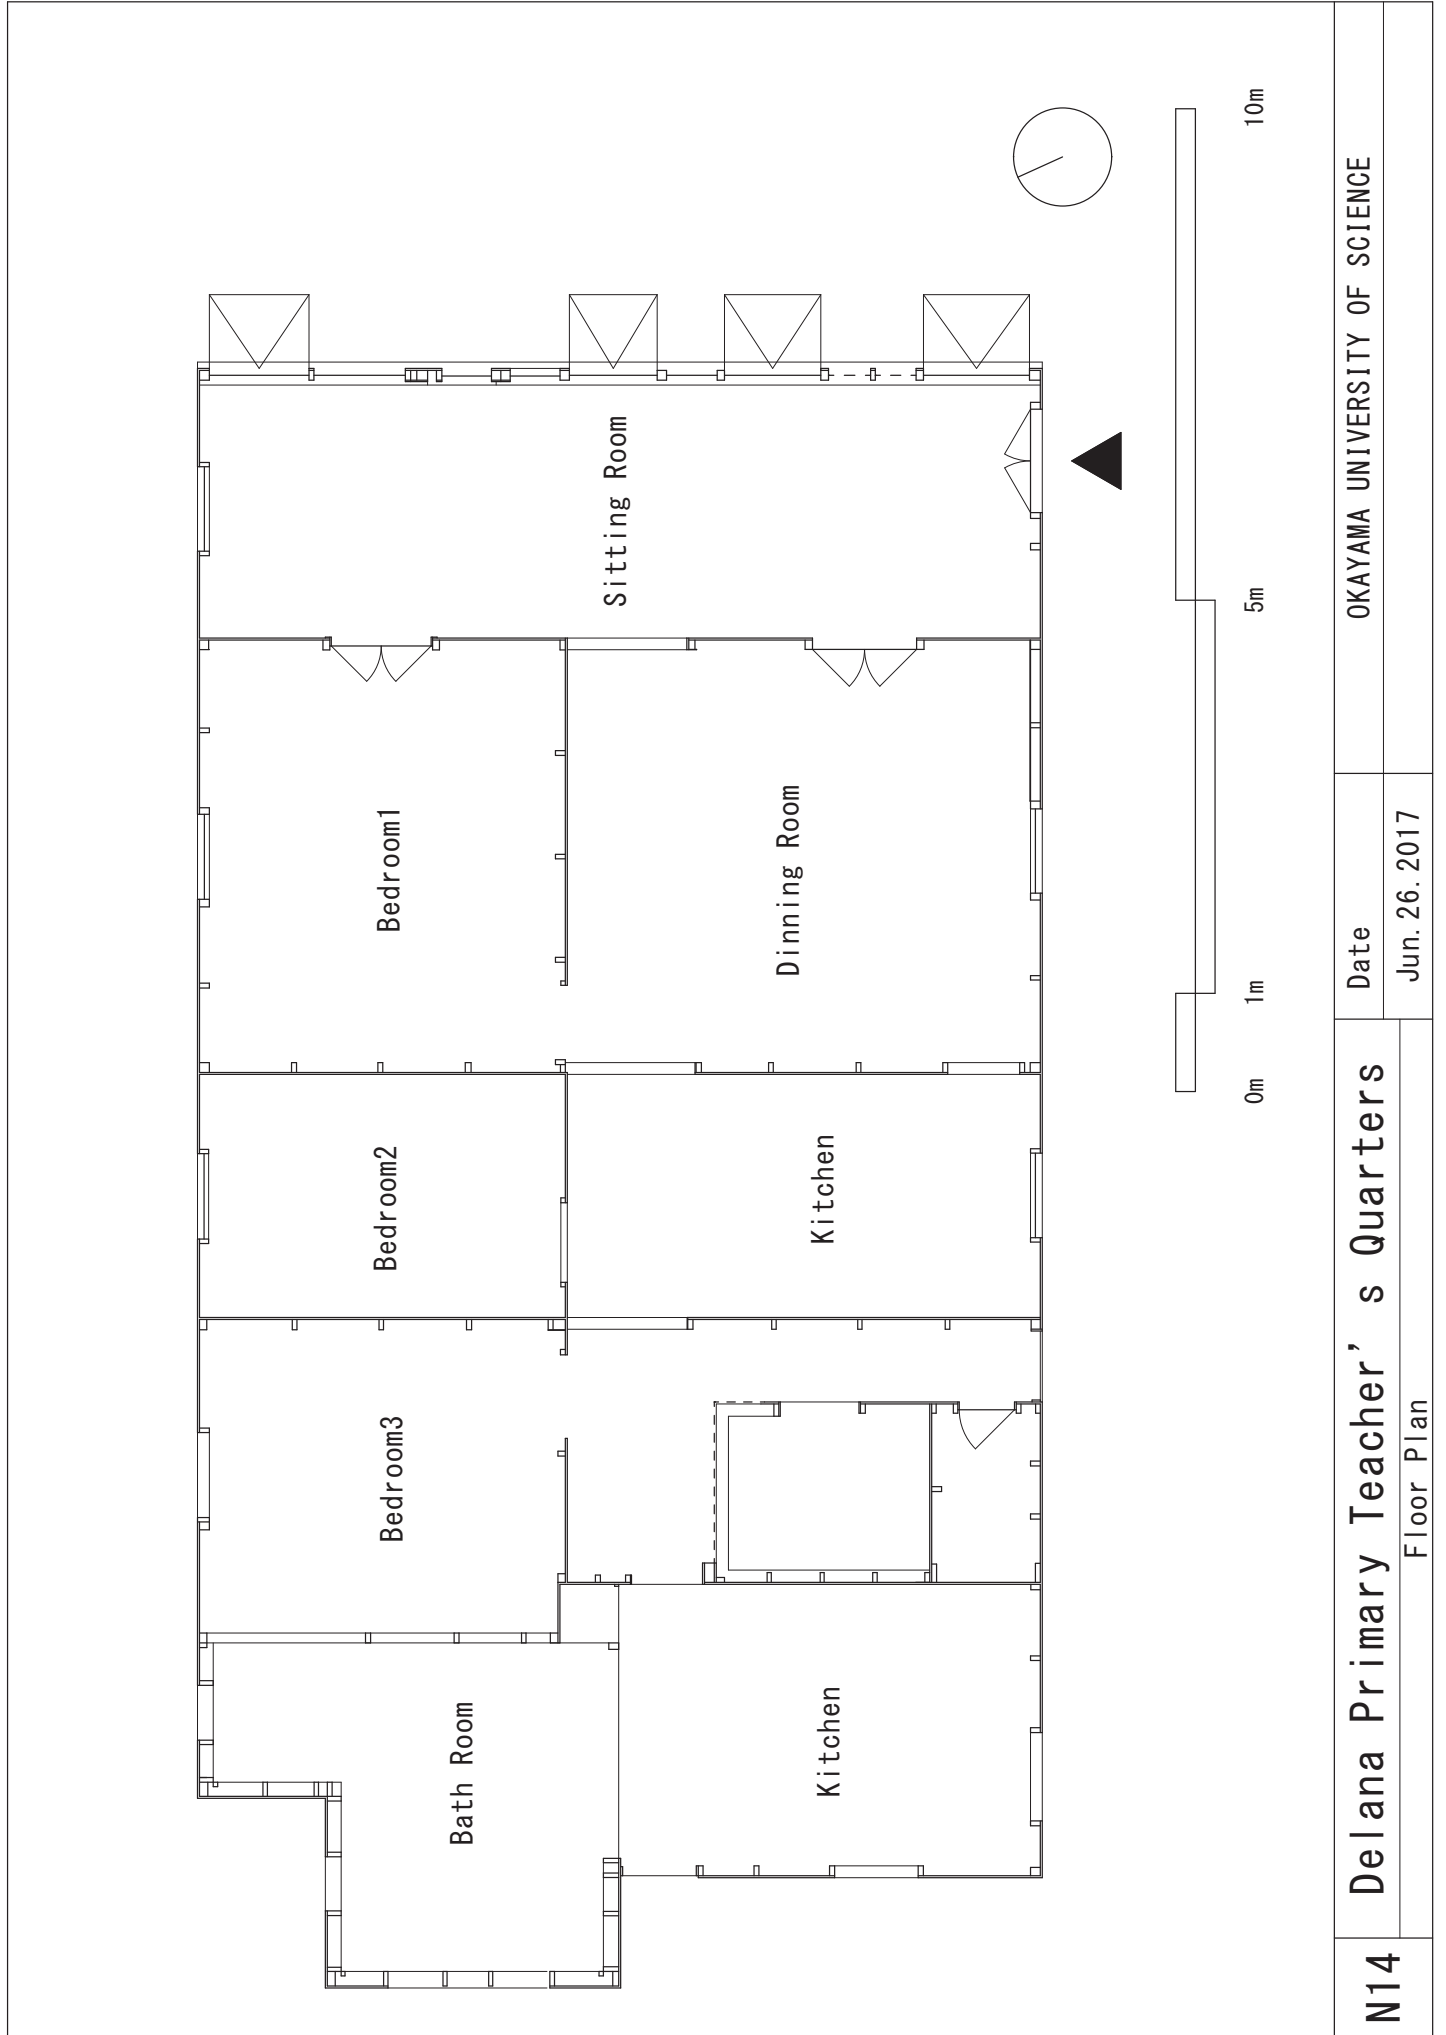 Bath Room
Bedroom3
Bedroom2
Bedroom1
Sitting Room
Kitchen
Kitchen
Dinning Room
0m
1m
5m
10m
N14
Delana Primary Teacher’s Quarters
Floor Plan
Date
Jun. 26. 2017
OKAYAMA UNIVERSITY OF SCIENCE